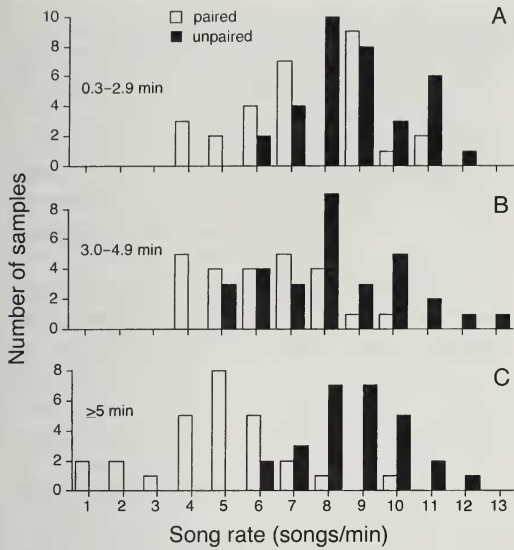 paired
unpaired
A
10
8
6
4
2
0
0.3–2.9 min
B
8
6
4
2
0
3.0–4.9 min
C
8
6
4
2
0
≥5 min
1 2 3 4 5 6 7 8 9 10 11 12 13
Number of samples
Song rate (songs/min)